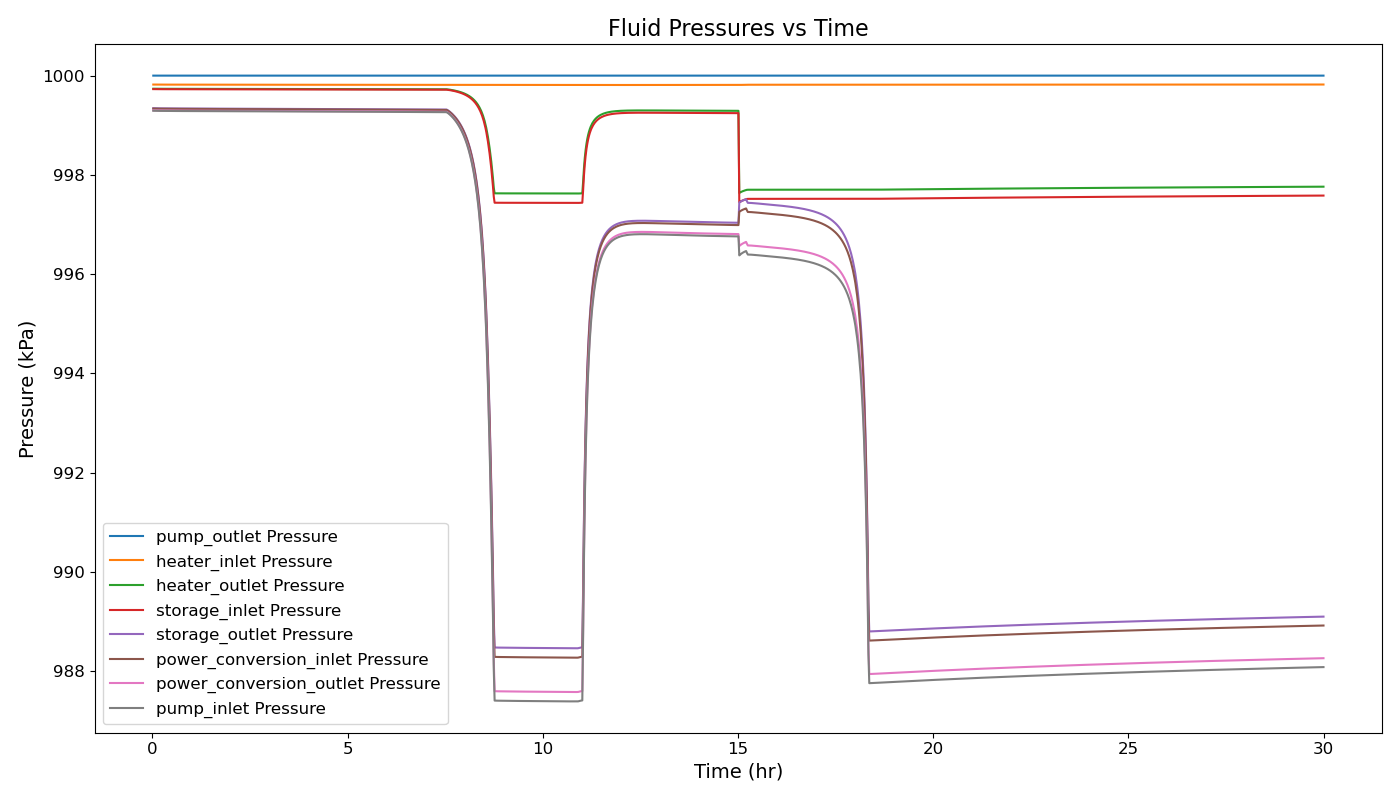 Fluid Pressures vs Time
Pressure (kPa)
1000
998
996
994
992
990
988
pump_outlet Pressure
heater_inlet Pressure
heater_outlet Pressure
storage_inlet Pressure
storage_outlet Pressure
power_conversion_inlet Pressure
power_conversion_outlet Pressure
pump_inlet Pressure
0 5 10 15 20 25 30
Time (hr)